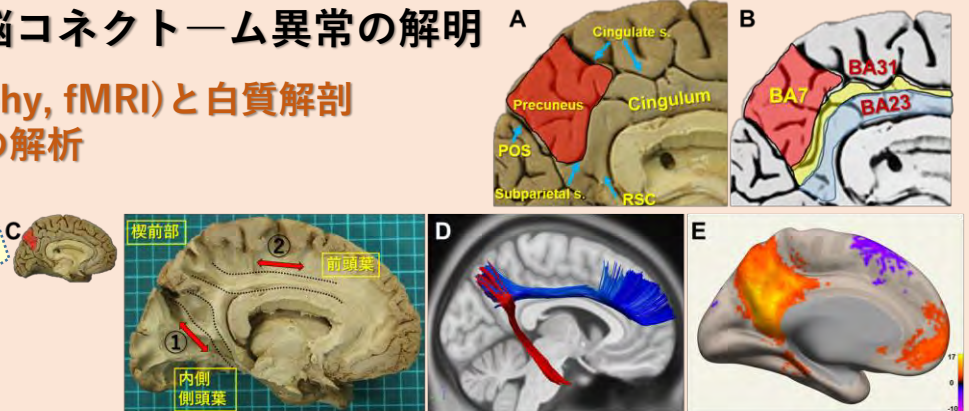 脳コネクト―ム異常の解明
hy, fMRI)と白質解剖
の解析
A
Cingulate s.
Precuneus
Cingulum
POS
Subparietal s.
RSC
B
BA31
BA7
BA23
C
楔前部
②
前頭葉
①
内側
側頭葉
D
E
17
0